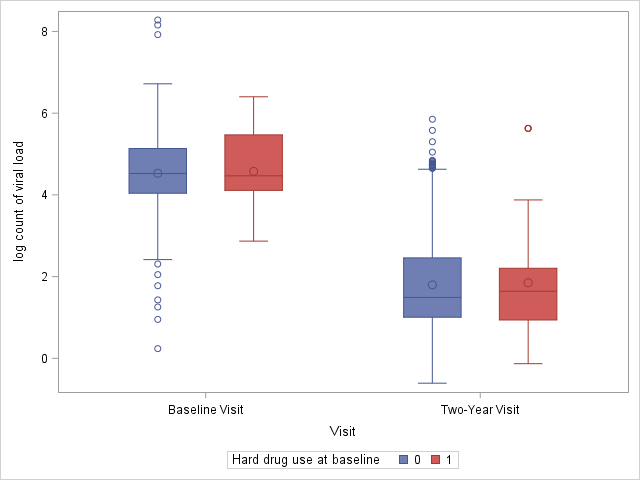 8
6
4
2
0
log count of viral load
Baseline Visit
Two-Year Visit
Visit
Hard drug use at baseline 0 1